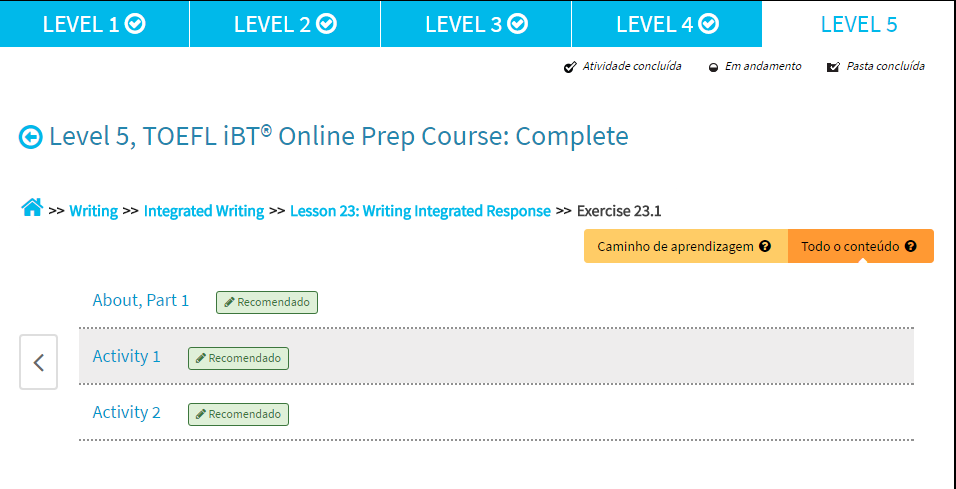 LEVEL 1 LEVEL 2 LEVEL 3 LEVEL 4 LEVEL 5
Atividade concluída Em andamento Pasta concluída
Level 5, TOEFL iBT® Online Prep Course: Complete
>> Writing >> Integrated Writing >> Lesson 23: Writing Integrated Response >> Exercise 23.1
Caminho de aprendizagem ? Todo o conteúdo ?
About, Part 1 Recomendado
Activity 1 Recomendado
Activity 2 Recomendado